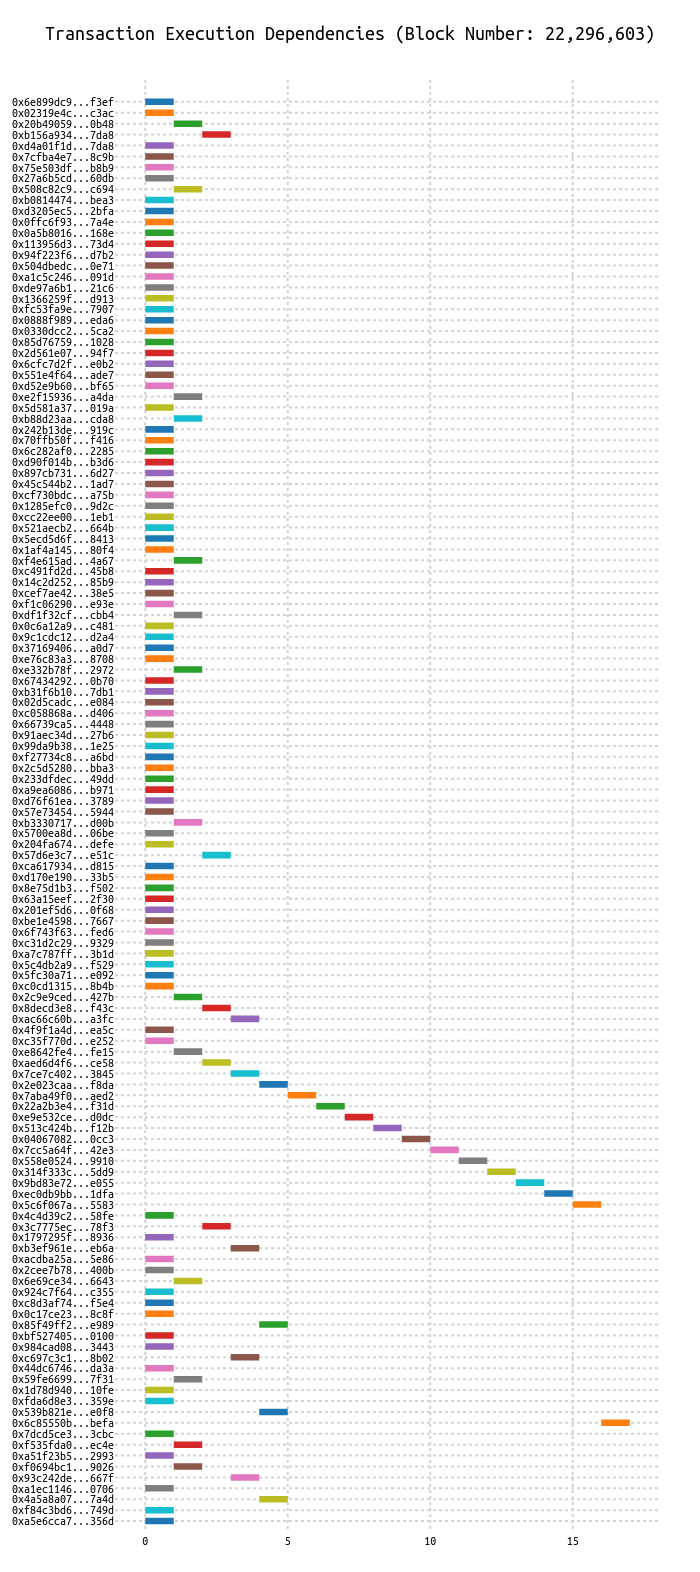 Transaction Execution Dependencies (Block Number: 22,296,603)
0x6e899dc9...f3ef
0x02319e4c...c3ac
0x20b49059...0b48
0xb156a934...7da8
0xd4a01f1d...7da8
0x7cfba4e7...8c9b
0x75e503df...b8b9
0x27a6b5cd...60db
0x508c82c9...c694
0xb0814474...bea3
0xd3205ec5...2bfa
0x0ffc6f93...7a4e
0x0a5b8016...168e
0x113956d3...73d4
0x94f223f6...d7b2
0x504dbedc...0e71
0xa1c5c246...091d
0xde97a6b1...21c6
0x1366259f...d913
0xfc53fa9e...7907
0x0888f989...eda6
0x0330dcc2...5ca2
0x85d76759...1028
0x2d561e07...94f7
0x6cfc7d2f...e0b2
0x551e4f64...ade7
0xd52e9b60...bf65
0xe2f15936...a4da
0x5d581a37...019a
0xb88d23aa...cda8
0x242b13de...919c
0x70ffb50f...f416
0x6c282af0...2285
0xd90f014b...b3d6
0x897cb731...6d27
0x45c544b2...1ad7
0xcf730bdc...a75b
0x1285efc0...9d2c
0xcc22ee00...1eb1
0x521aecb2...664b
0x5ecd5d6f...8413
0x1af4a145...80f4
0xf4e615ad...4a67
0xc491fd2d...45b8
0x14c2d252...85b9
0xcef7ae42...38e5
0xf1c06290...e93e
0xdf1f32cf...cbb4
0x0c6a12a9...c481
0x9c1cdc12...d2a4
0x37169406...a0d7
0xe76c83a3...8708
0xe332b78f...2972
0x67434292...0b70
0xb31f6b10...7db1
0x02d5cadc...e084
0xc058868a...d406
0x66739ca5...4448
0x91aec34d...27b6
0x99da9b38...1e25
0xf27734c8...a6bd
0x2c5d5280...bba3
0x233dfdec...49dd
0xa9ea6086...b971
0xd76f61ea...3789
0x57e73454...5944
0xb3330717...d00b
0x5700ea8d...06be
0x204fa674...defe
0x57d6e3c7...e51c
0xca617934...d815
0xd170e190...33b5
0x8e75d1b3...f502
0x63a15eef...2f30
0x201ef5d6...0f68
0xbe1e4598...7667
0x6f743f63...fed6
0xc31d2c29...9329
0xa7c787ff...3b1d
0x5c4db2a9...f529
0x5fc30a71...e092
0xc0cd1315...8b4b
0x2c9e9ced...427b
0x8decd3e8...f43c
0xac66c60b...a3fc
0x4f9f1a4d...ea5c
0xc35f770d...e252
0xe8642fe4...fe15
0xaed6d4f6...ce58
0x7ce7c402...3845
0x2e023caa...f8da
0x7aba49f0...aed2
0x22a2b3e4...f31d
0xe9e532ce...d0dc
0x513c424b...f12b
0x04067082...0cc3
0x7cc5a64f...42e3
0x558e0524...9910
0x314f333c...5dd9
0x9bd83e72...e055
0xec0db9bb...1dfa
0x5c6f067a...5583
0x4c4d39c2...58fe
0x3c7775ec...78f3
0x1797295f...8936
0xb3ef961e...eb6a
0xacdba25a...5e86
0x2cee7b78...400b
0x6e69ce34...6643
0x924c7f64...c355
0xc8d3af74...f5e4
0x0c17ce23...8c8f
0x85f49ff2...e989
0xbf527405...0100
0x984cad08...3443
0xc697c3c1...8b02
0x44dc6746...da3a
0x59fe6699...7f31
0x1d78d940...10fe
0xfda6d8e3...359e
0x539b821e...e0f8
0x6c85550b...befa
0x7dcd5ce3...3cbc
0xf535fda0...ec4e
0xa51f23b5...2993
0xf0694bc1...9026
0x93c242de...667f
0xa1ec1146...0706
0x4a5a8a07...7a4d
0xf84c3bd6...749d
0xa5e6cca7...356d
0 5 10 15